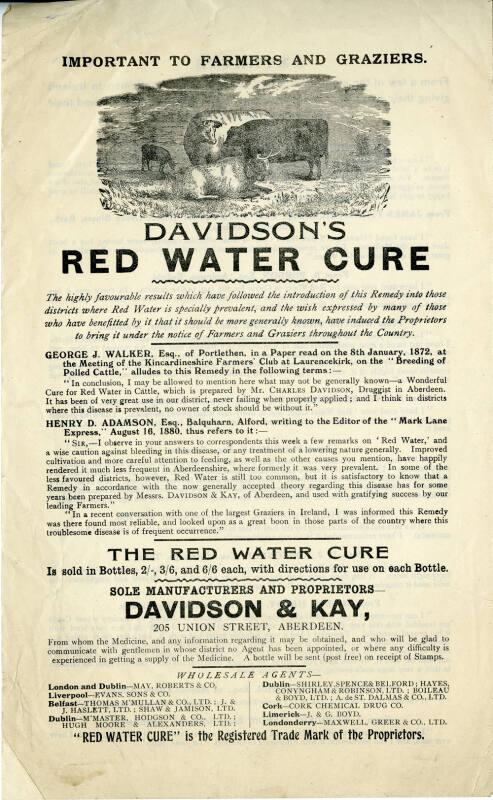 IMPORTANT TO FARMERS AND GRAZIERS.
DAVIDSON'S
RED WATER CURE
The highly favourable results which have followed the introduction of this Remedy into those
districts where Red Water is specially prevalent, and the wish expressed by many of those
who have benefitted by it that it should be more generally known, have induced the Proprietors
to bring it under the notice of Farmers and Graziers throughout the Country.
GEORGE J. WALKER, Esq., of Portlethen, in a Paper read on the 8th January, 1872, at
the Meeting of the Kincardineshire Farmers' Club at Laurencekirk, on the "Breeding of
Polled Cattle," alludes to this Remedy in the following terms:—
"In conclusion, I may be allowed to mention here what may not be generally known—a Wonderful
Cure for Red Water in Cattle, which is prepared by Mr. CHARLES DAVIDSON, Druggist in Aberdeen.
It has been of very great use in our district, never failing when properly applied; and I think in districts
where this disease is prevalent, no owner of stock should be without it."
HENRY D. ADAMSON, Esq., Balquharn, Alford, writing to the Editor of the "Mark Lane
Express," August 16, 1880, thus refers to it:—
"SIR,—I observe in your answers to correspondents this week a few remarks on 'Red Water,' and
a wise caution against bleeding in this disease, or any treatment of a lowering nature generally. Improved
cultivation and more careful attention to feeding, as well as the other causes you mention, have happily
rendered it much less frequent in Aberdeenshire, where formerly it was very prevalent. In some of the
less favoured districts, however, Red Water is still too common, but it is satisfactory to know that a
Remedy in accordance with the now generally accepted theory regarding this disease has for some
years been prepared by Messrs. DAVIDSON & KAY, of Aberdeen, and used with gratifying success by our
leading Farmers."
"In a recent conversation with one of the largest Graziers in Ireland, I was informed this Remedy
was there found most reliable, and looked upon as a great boon in those parts of the country where this
troublesome disease is of frequent occurrence."
THE RED WATER CURE
Is sold in Bottles, 2/-, 3/6, and 6/6 each, with directions for use on each Bottle.
SOLE MANUFACTURERS AND PROPRIETORS—
DAVIDSON & KAY,
205 UNION STREET, ABERDEEN.
From whom the Medicine, and any information regarding it may be obtained, and who will be glad to
communicate with gentlemen in whose district no Agent has been appointed, or where any difficulty is
experienced in getting a supply of the Medicine. A bottle will be sent (post free) on receipt of Stamps.
WHOLESALE AGENTS—
London and Dublin—MAY, ROBERTS & CO.
Liverpool—EVANS, SONS & CO.
Belfast—THOMAS M'MULLAN & CO., LTD.; J. &
J. HASLETT, LTD.; SHAW & JAMISON, LTD.
Dublin—M'MASTER, HODGSON & CO., LTD.;
HUGH MOORE & ALEXANDERS, LTD.;
Dublin—SHIRLEY, SPENCE & BELFORD; HAYES,
CONYNGHAM & ROBINSON, LTD.; BOILEAU
& BOYD, LTD.; A. de ST. DALMAS & CO., LTD.
Cork—CORK CHEMICAL DRUG CO.
Limerick—J. & G. BOYD.
Londonderry—MAXWELL, GREER & CO., LTD.
"RED WATER CURE" is the Registered Trade Mark of the Proprietors.